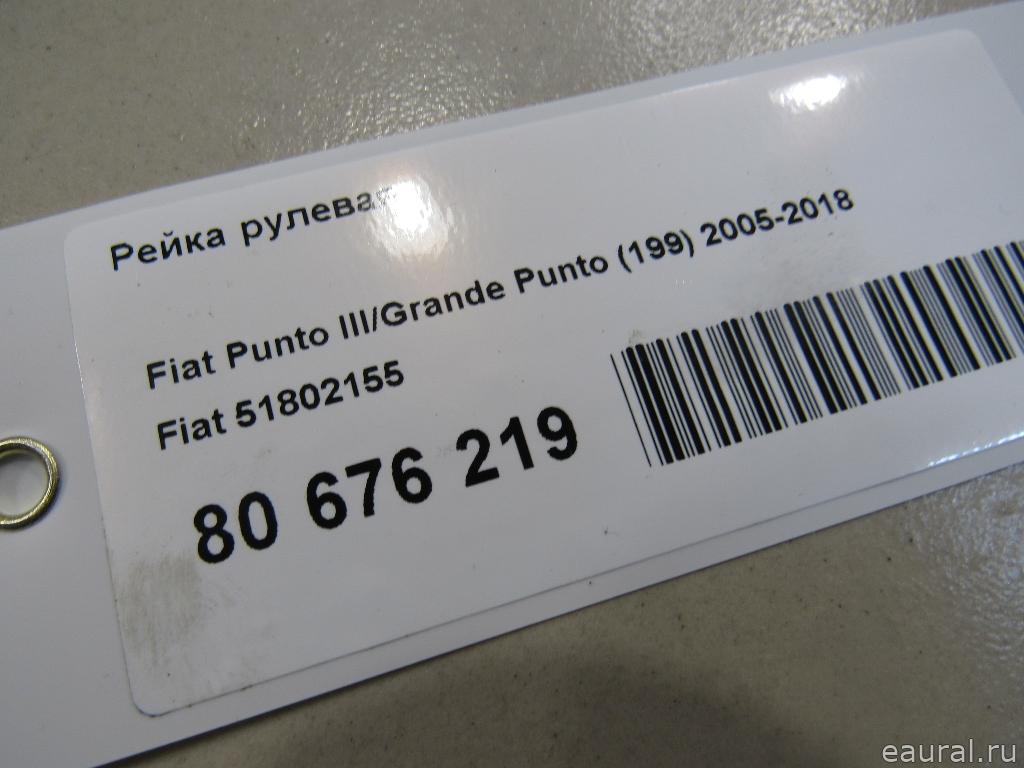 Рейка рулевая
Fiat Punto III/Grande Punto (199) 2005-2018
Fiat 51802155
80 676 219
eaural.ru